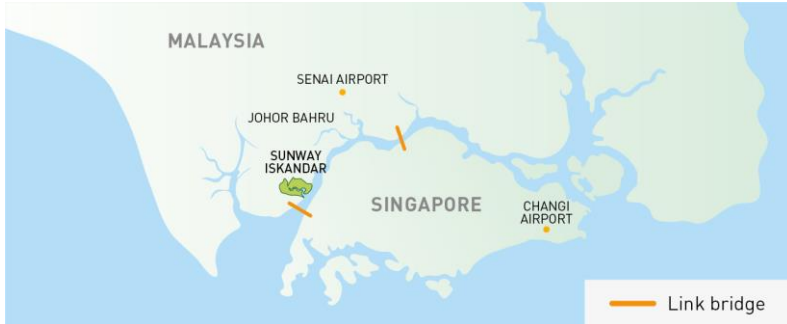 MALAYSIA
SENAI AIRPORT
JOHOR BAHRU
SUNWAY
ISKANDAR
SINGAPORE
CHANGI
AIRPORT
Link bridge